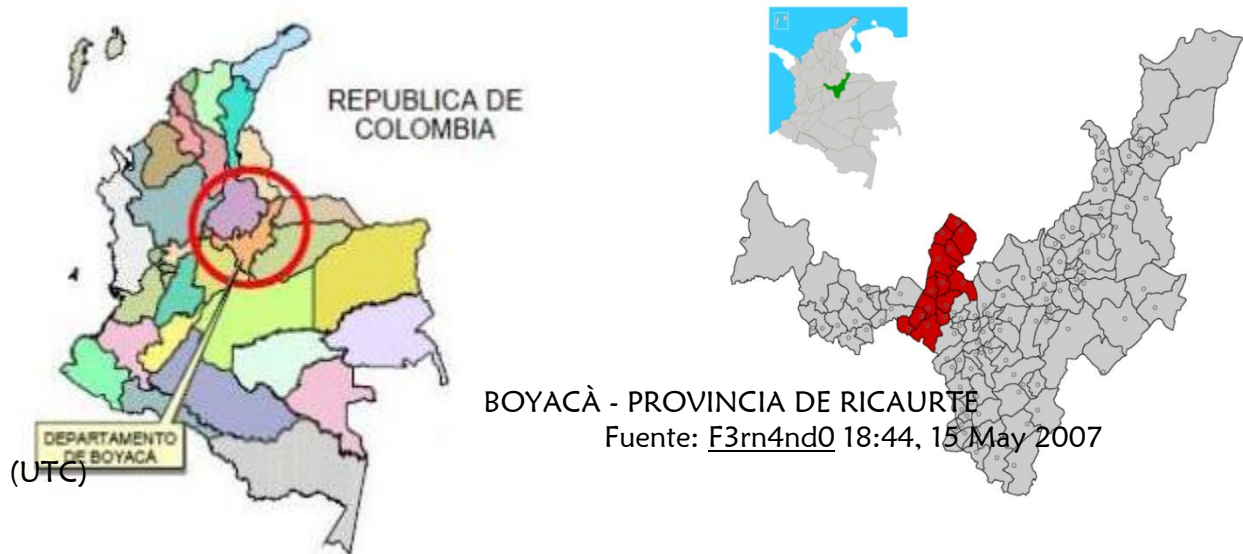 REPUBLICA DE
COLOMBIA
DEPARTAMENTO
DE BOYACA
BOYACÀ - PROVINCIA DE RICAURTE
Fuente: F3rn4nd0 18:44, 15 May 2007
(UTC)